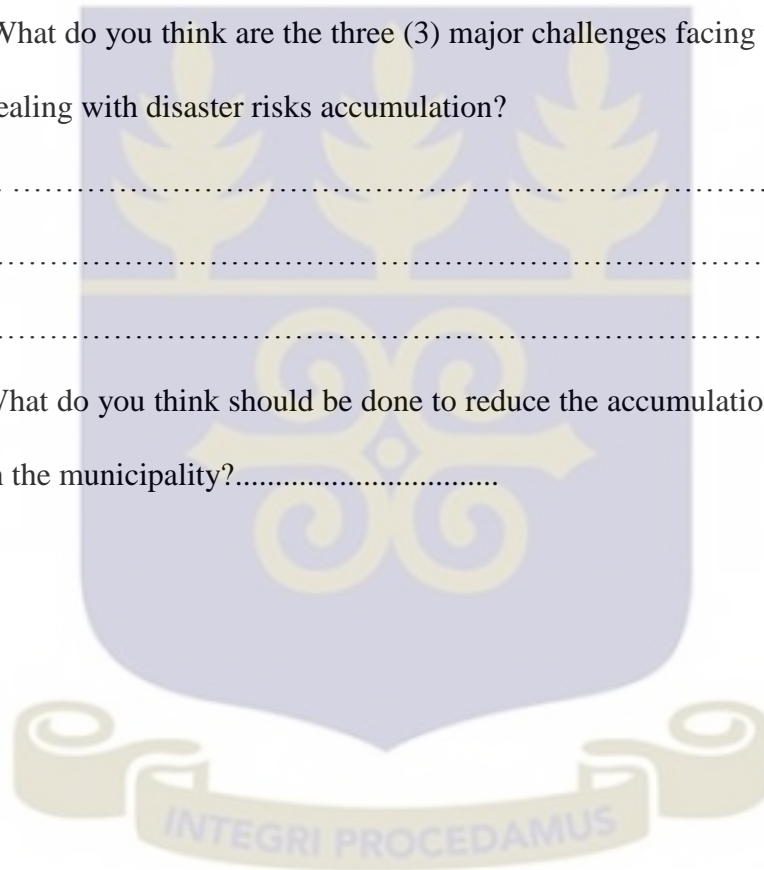 What do you think are the three (3) major challenges facing
ealing with disaster risks accumulation?
. ……………………………………………………………………
……………………………………………………………………
……………………………………………………………………
What do you think should be done to reduce the accumulatio
the municipality?..................................
INTEGRI PROCEDAMUS